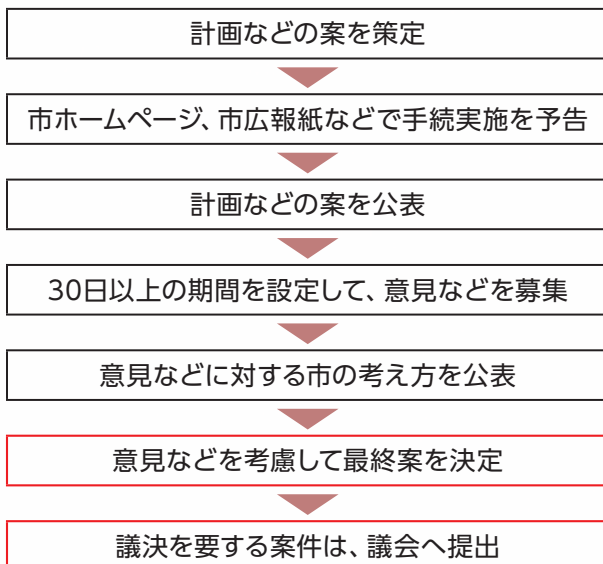 計画などの案を策定
市ホームページ、市広報紙などで手続実施を予告
計画などの案を公表
30日以上の期間を設定して、意見などを募集
意見などに対する市の考え方を公表
意見などを考慮して最終案を決定
議決を要する案件は、議会へ提出